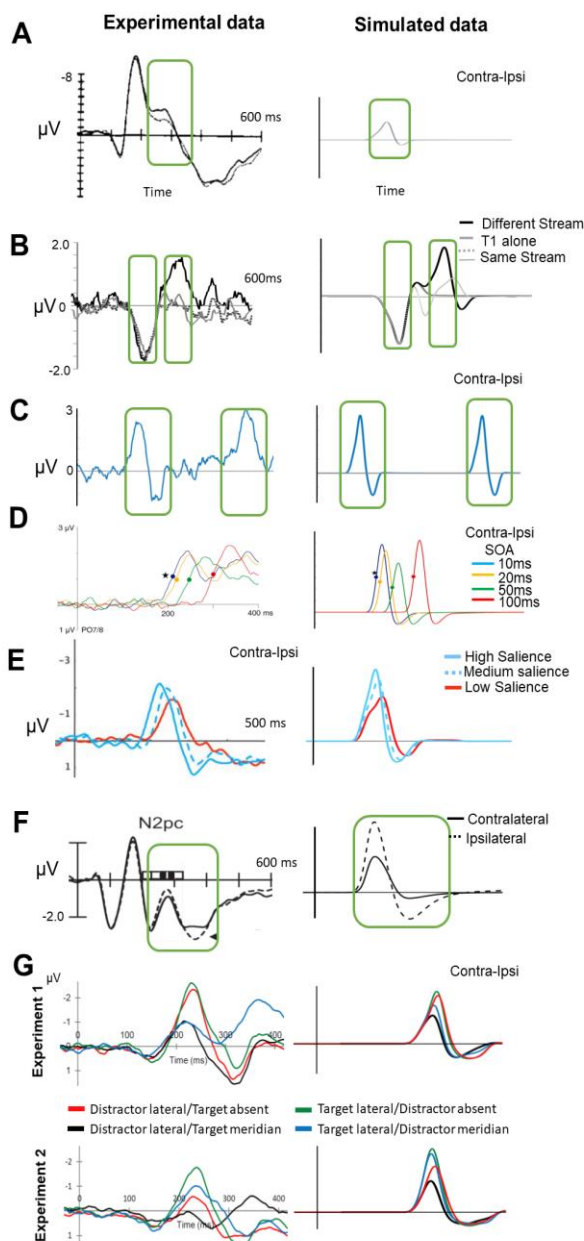 Experimental data Simulated data
A
-8
Contra-Ipsi
600 ms
µV
Time Time
B
2.0
600ms
µV 0
-2.0
Different Stream
T1 alone
Same Stream
C
Contra-Ipsi
3
µV
0
D
3 µV
*
200 400 ms
1 µV PO7/8
*
Contra-Ipsi
SOA
10ms
20ms
50ms
100ms
E
Contra-Ipsi
-3
-1
µV
1
500 ms
High Salience
Medium salience
Low Salience
F
N2pc
600 ms
µV
-2.0
Contralateral
Ipsilateral
G
Experiment 1
µV
-2
-1
0 100 200 300 400
Time (ms)
1
Contra-Ipsi
Distractor lateral/Target absent Target lateral/Distractor absent
Distractor lateral/Target meridian Target lateral/Distractor meridian
Experiment 2
-2
-1
0 100 200 300 400
Time (ms)
1